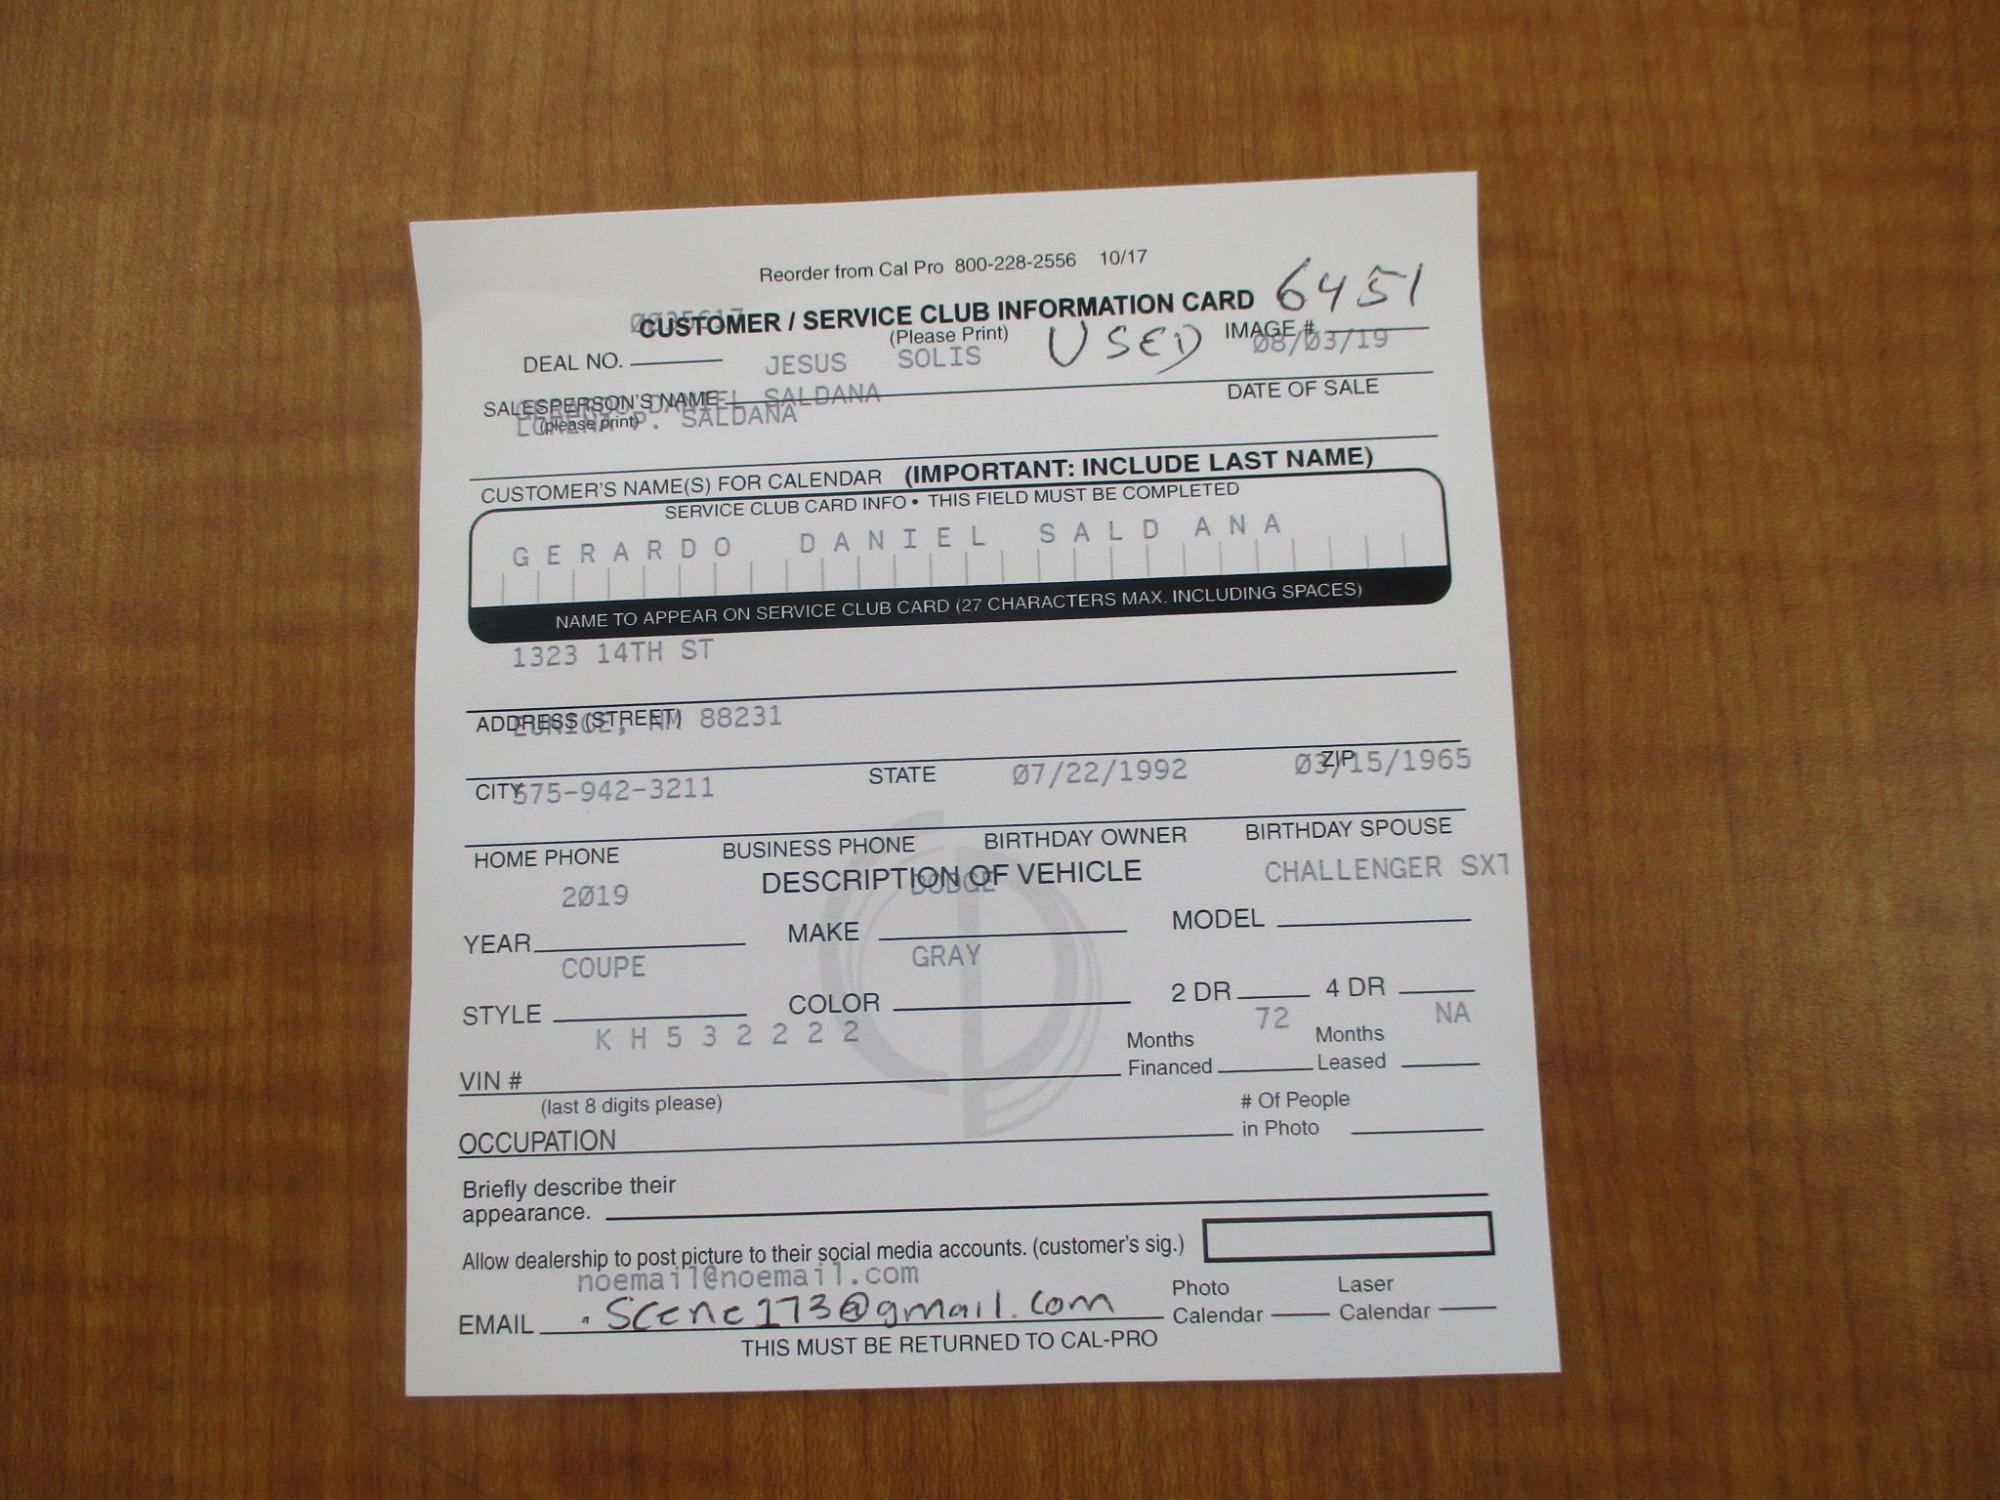 Reorder from Cal Pro 800-228-2556 10/17
CUSTOMER / SERVICE CLUB INFORMATION CARD 6451
(Please Print) USED IMAGE #
DEAL NO. JESUS SOLIS 08/03/19
SALESPERSON'S NAME DANIEL SALDANA DATE OF SALE
(please print) LORENA P. SALDANA
CUSTOMER'S NAME(S) FOR CALENDAR (IMPORTANT: INCLUDE LAST NAME)
SERVICE CLUB CARD INFO • THIS FIELD MUST BE COMPLETED
GERARDO DANIEL SALDANA
NAME TO APPEAR ON SERVICE CLUB CARD (27 CHARACTERS MAX. INCLUDING SPACES)
1323 14TH ST
ADDRESS (STREET)
EUNICE, NM 88231
CITY STATE ZIP
575-942-3211 07/22/1992 03/15/1965
HOME PHONE BUSINESS PHONE BIRTHDAY OWNER BIRTHDAY SPOUSE
DESCRIPTION OF VEHICLE
2019 DODGE CHALLENGER SXT
YEAR MAKE MODEL
COUPE GRAY
STYLE COLOR 2 DR 4 DR
KH532222 72 NA
VIN # Months Financed Months Leased
(last 8 digits please)
OCCUPATION # Of People in Photo
Briefly describe their
appearance.
Allow dealership to post picture to their social media accounts. (customer's sig.)
noemail@noemail.com
EMAIL .Scene173@gmail.com Photo Calendar Laser Calendar
THIS MUST BE RETURNED TO CAL-PRO